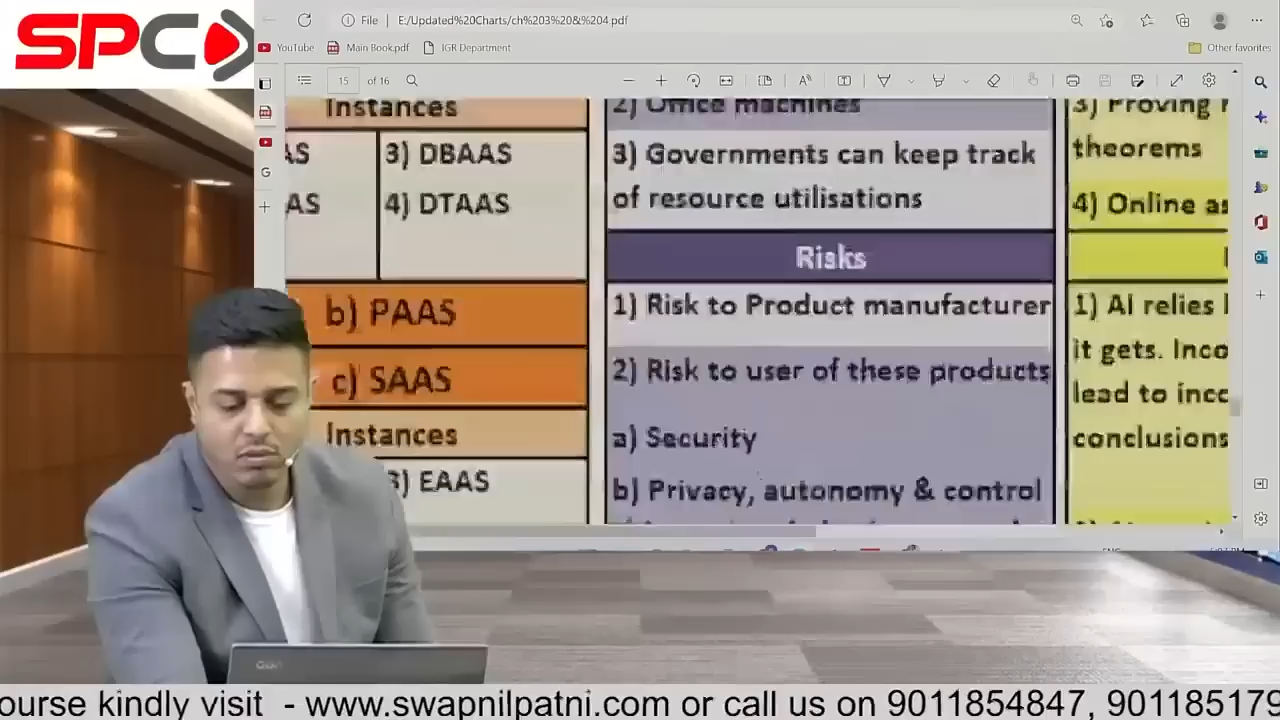 SPC
File | E:/Updated%20Charts/ch%203%20&%204.pdf
YouTube Main Book.pdf IGR Department Other favorites
15 of 16
Instances
3) DBAAS
AS
4) DTAAS
AS
b) PAAS
c) SAAS
Instances
3) EAAS
2) Office machines
3) Governments can keep track
of resource utilisations
Risks
1) Risk to Product manufacturer
2) Risk to user of these products
a) Security
b) Privacy, autonomy & control
3) Proving
theorems
4) Online as
1) AI relies
it gets. Inco
lead to inco
conclusions
ourse kindly visit - www.swapnilpatni.com or call us on 9011854847, 901185179